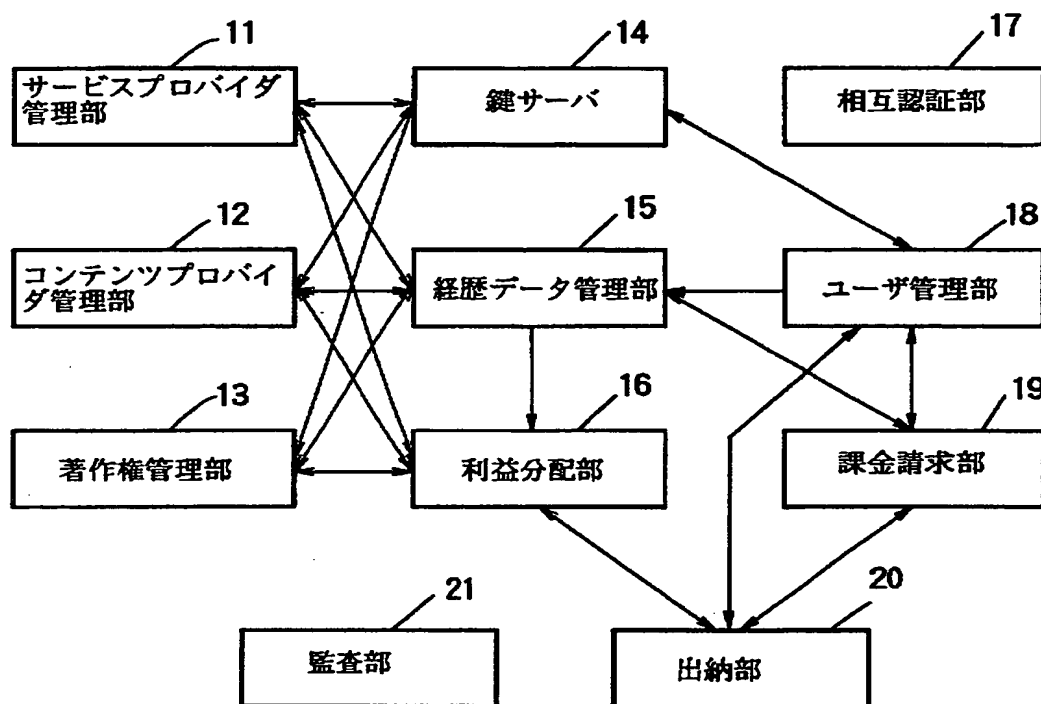 11
サービスプロバイダ
管理部
14
鍵サーバ
17
相互認証部
12
コンテンツプロバイ
ダ管理部
15
経歴データ管理部
18
ユーザ管理部
13
著作権管理部
16
利益分配部
19
課金請求部
21
監査部
20
出納部